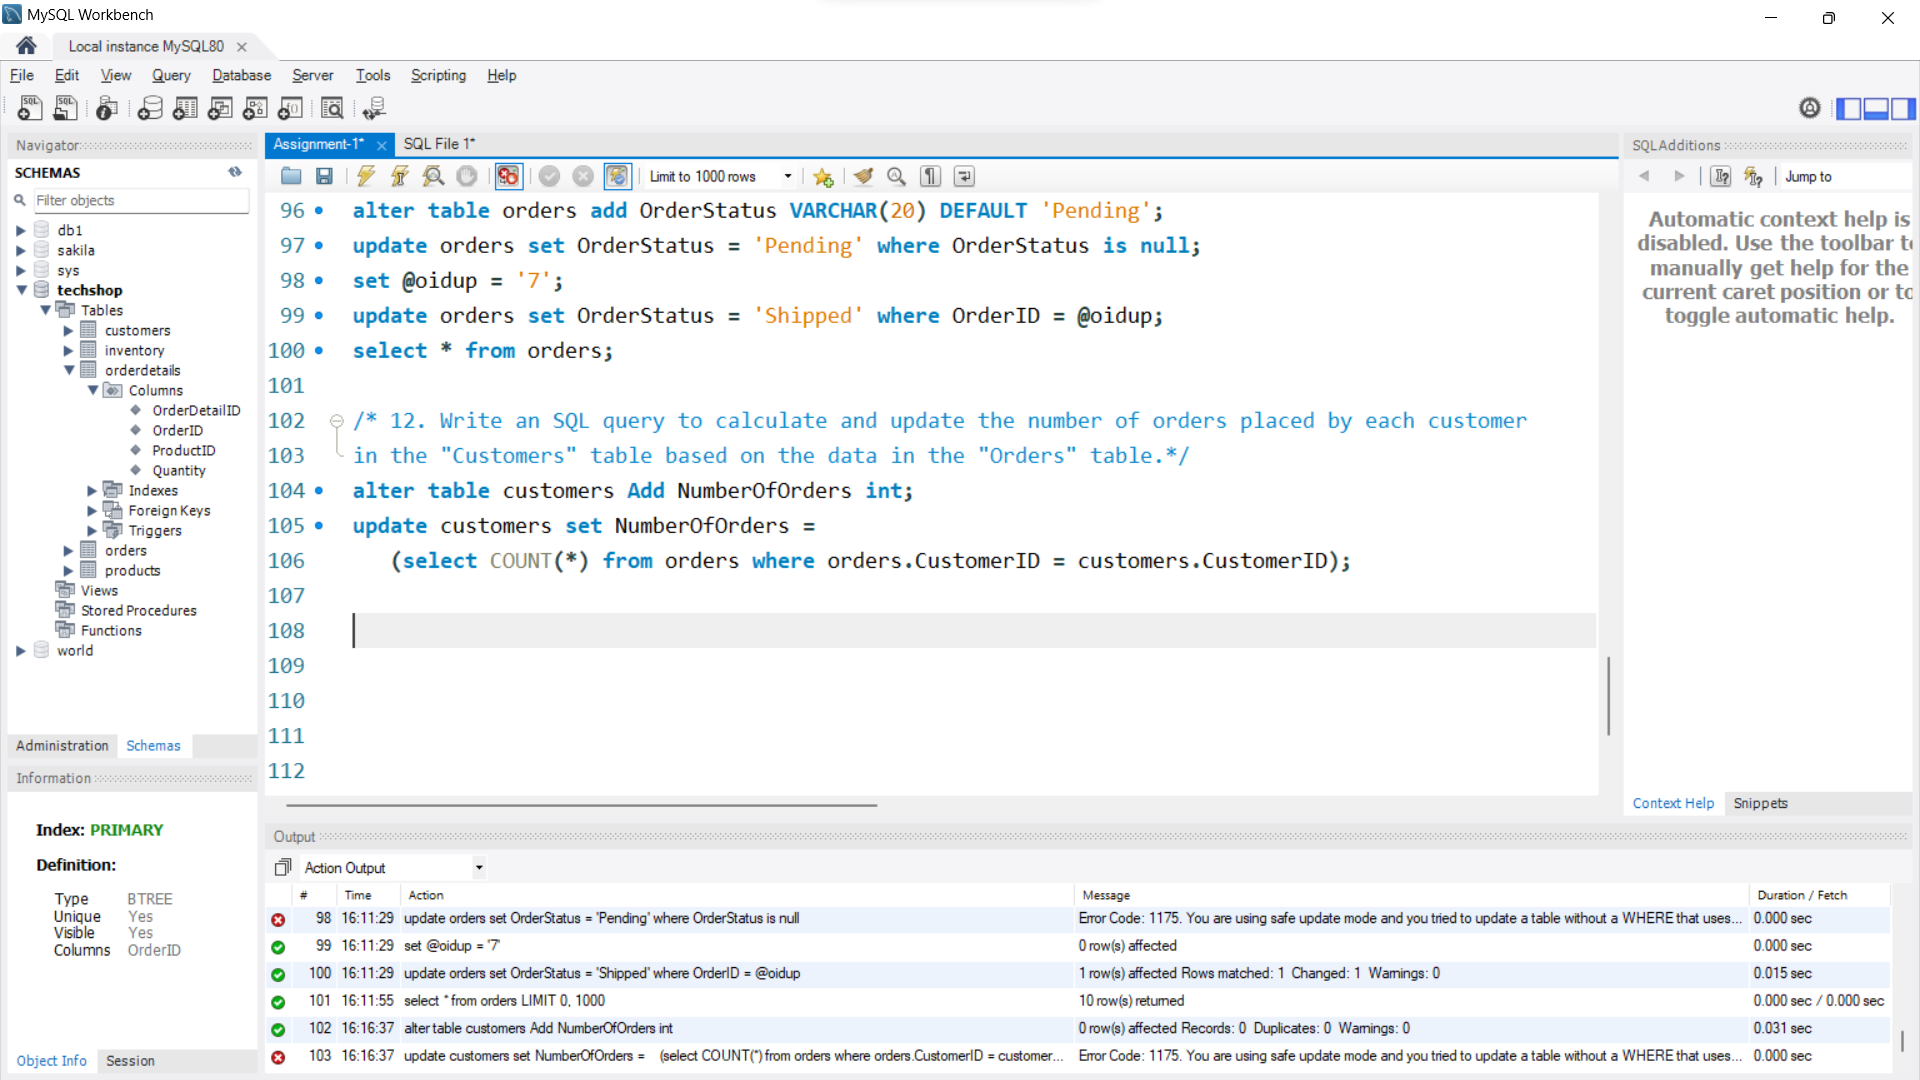 MySQL Workbench
Local instance MySQL80
File Edit View Query Database Server Tools Scripting Help
Navigator
SCHEMAS
Filter objects
db1
sakila
sys
techshop
Tables
customers
inventory
orderdetails
Columns
OrderDetailID
OrderID
ProductID
Quantity
Indexes
Foreign Keys
Triggers
orders
products
Views
Stored Procedures
Functions
world
Administration Schemas
Information
Index: PRIMARY
Definition:
Type BTREE
Unique Yes
Visible Yes
Columns OrderID
Object Info Session
Assignment-1* SQL File 1*
Limit to 1000 rows
96 alter table orders add OrderStatus VARCHAR(20) DEFAULT 'Pending';
97 update orders set OrderStatus = 'Pending' where OrderStatus is null;
98 set @oidup = '7';
99 update orders set OrderStatus = 'Shipped' where OrderID = @oidup;
100 select * from orders;
101
102 /* 12. Write an SQL query to calculate and update the number of orders placed by each customer
103 in the "Customers" table based on the data in the "Orders" table.*/
104 alter table customers Add NumberOfOrders int;
105 update customers set NumberOfOrders =
106 (select COUNT(*) from orders where orders.CustomerID = customers.CustomerID);
107
108
109
110
111
112
SQLAdditions
Jump to
Automatic context help is
disabled. Use the toolbar t
manually get help for the
current caret position or to
toggle automatic help.
Context Help Snippets
Output
Action Output
# Time Action Message Duration / Fetch
98 16:11:29 update orders set OrderStatus = 'Pending' where OrderStatus is null Error Code: 1175. You are using safe update mode and you tried to update a table without a WHERE that uses... 0.000 sec
99 16:11:29 set @oidup = '7' 0 row(s) affected 0.000 sec
100 16:11:29 update orders set OrderStatus = 'Shipped' where OrderID = @oidup 1 row(s) affected Rows matched: 1 Changed: 1 Warnings: 0 0.015 sec
101 16:11:55 select * from orders LIMIT 0, 1000 10 row(s) returned 0.000 sec / 0.000 sec
102 16:16:37 alter table customers Add NumberOfOrders int 0 row(s) affected Records: 0 Duplicates: 0 Warnings: 0 0.031 sec
103 16:16:37 update customers set NumberOfOrders = (select COUNT(*) from orders where orders.CustomerID = customer... Error Code: 1175. You are using safe update mode and you tried to update a table without a WHERE that uses... 0.000 sec